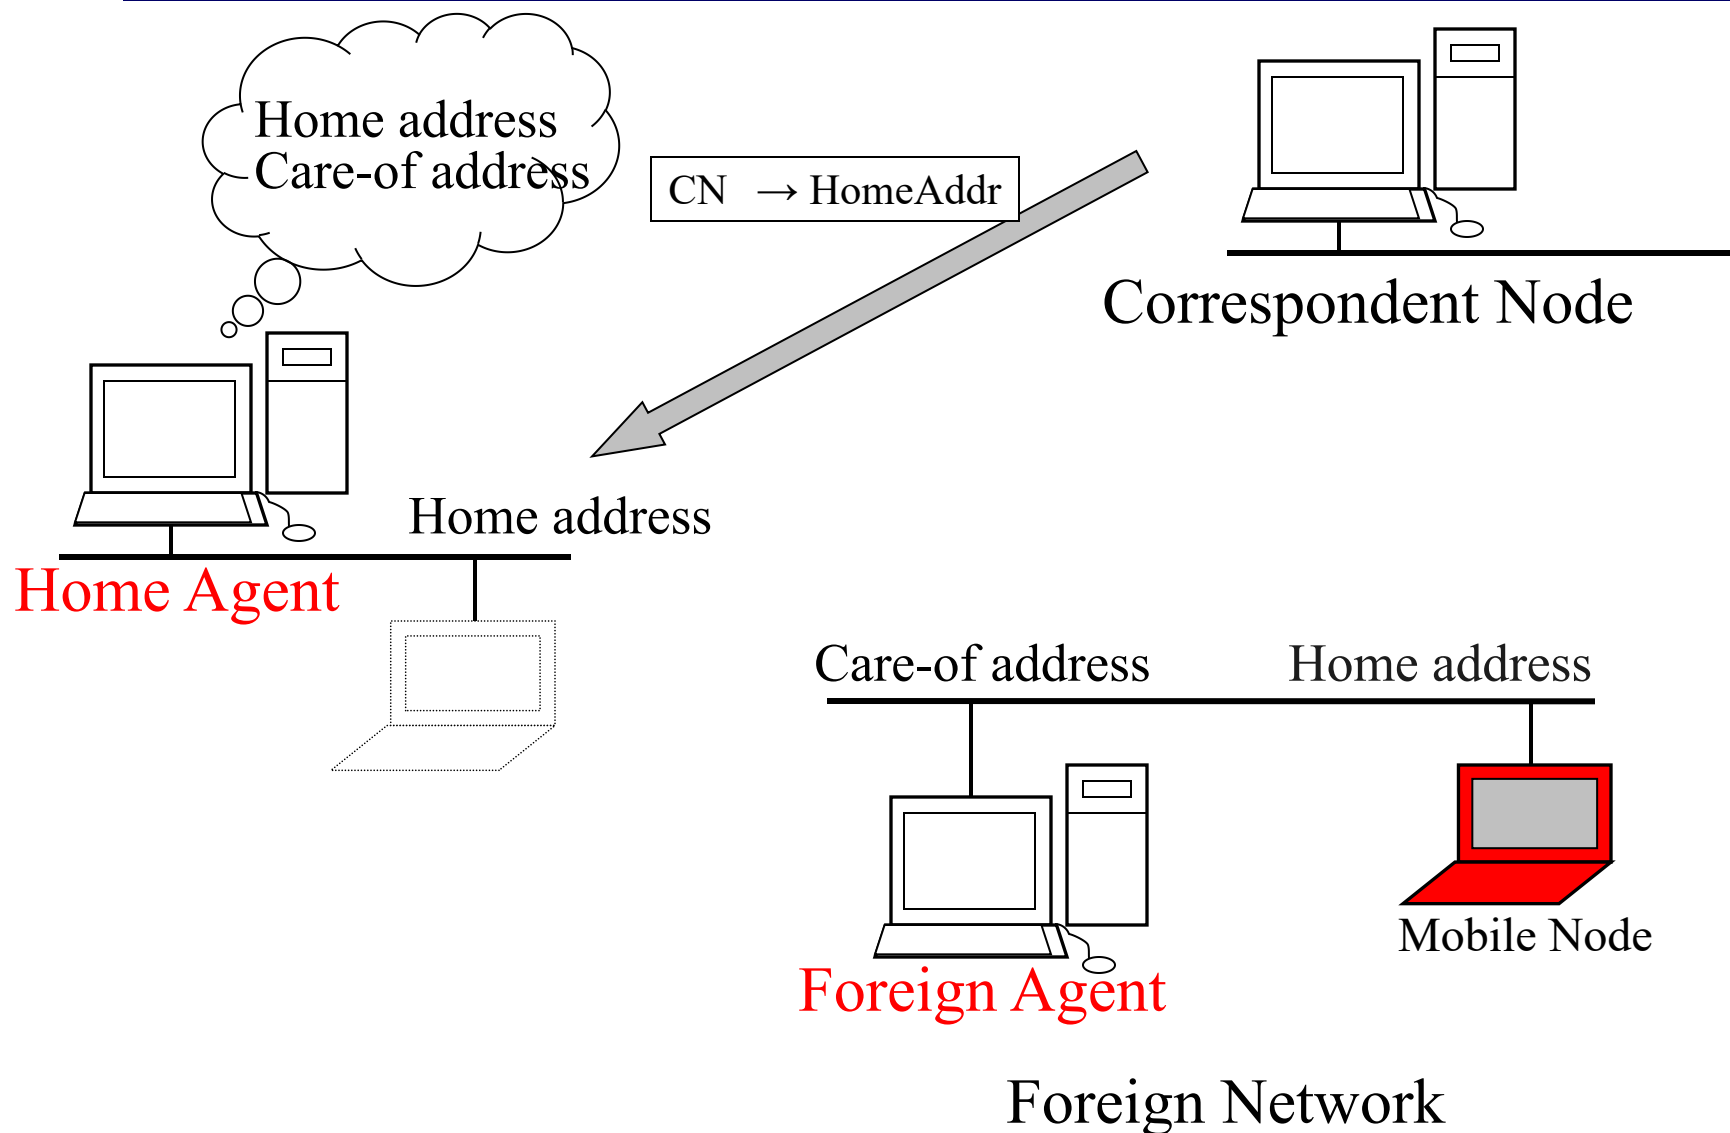 Home address
Care-of address
CN → HomeAddr
Correspondent Node
Home address
Home Agent
Care-of address
Home address
Mobile Node
Foreign Agent
Foreign Network